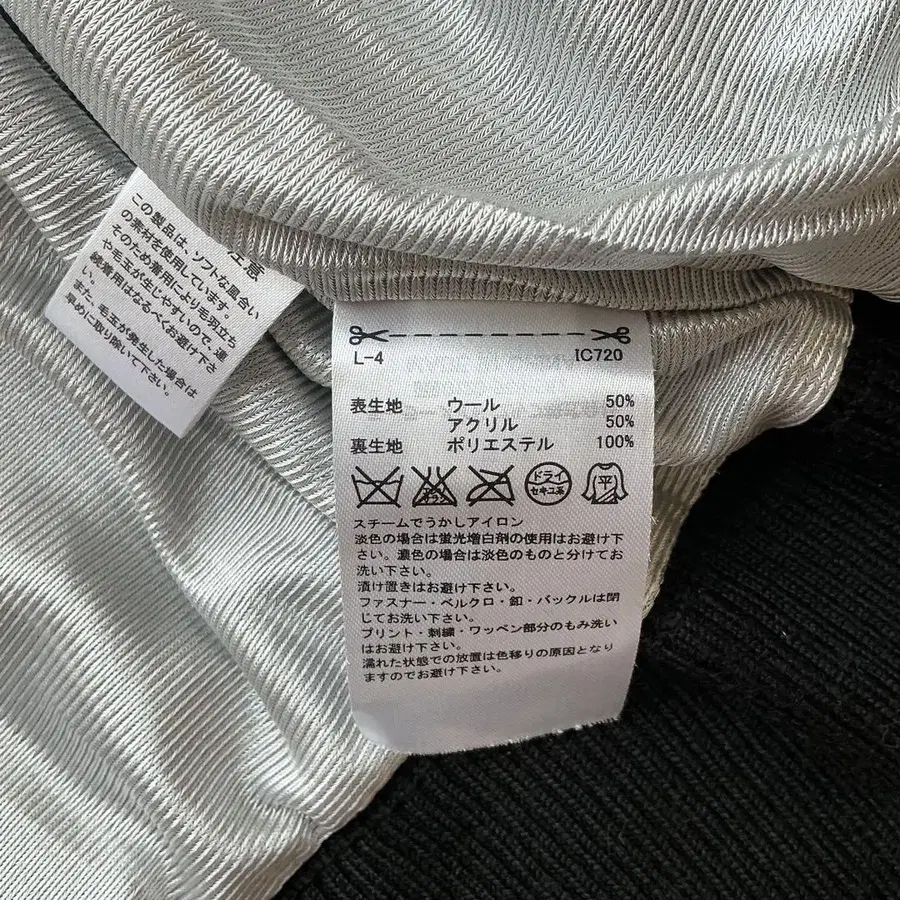 注意
この製品は、ソフトな風合い
の素材を使用しています。
そのため着用により毛羽立ち
や毛玉が生じやすいので、連
続着用はなるべくお避け下さ
い。
また、毛玉が発生した場合は
早めに取り除いて下さい。
L-4 IC720
表生地 ウール 50%
アクリル 50%
裏生地 ポリエステル 100%
ドライ
セキユ系
平
スチームでうかしアイロン
淡色の場合は蛍光増白剤の使用はお避け下
さい。濃色の場合は淡色のものと分けてお
洗い下さい。
漬け置きはお避け下さい。
ファスナー・ベルクロ・釦・バックルは閉
じてお洗い下さい。
プリント・刺繍・ワッペン部分のもみ洗い
はお避け下さい。
濡れた状態での放置は色移りの原因となり
ますのでお避け下さい。